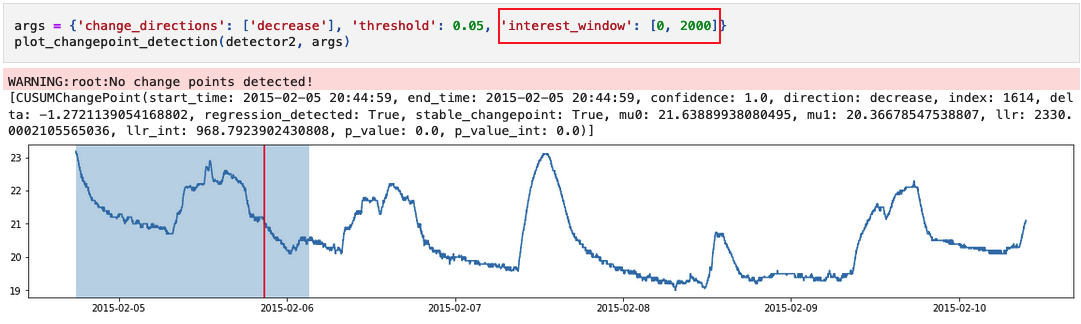 args = {'change_directions': ['decrease'], 'threshold': 0.05, 'interest_window': [0, 2000]}
plot_changepoint_detection(detector2, args)
WARNING:root:No change points detected!
[CUSUMChangePoint(start_time: 2015-02-05 20:44:59, end_time: 2015-02-05 20:44:59, confidence: 1.0, direction: decrease, index: 1614, del
ta: -1.2721139054168802, regression_detected: True, stable_changepoint: True, mu0: 21.63889938080495, mu1: 20.36678547538807, llr: 2330.
0002105565036, llr_int: 968.7923902430808, p_value: 0.0, p_value_int: 0.0)]
23
22
21
20
19
2015-02-05 2015-02-06 2015-02-07 2015-02-08 2015-02-09 2015-02-10